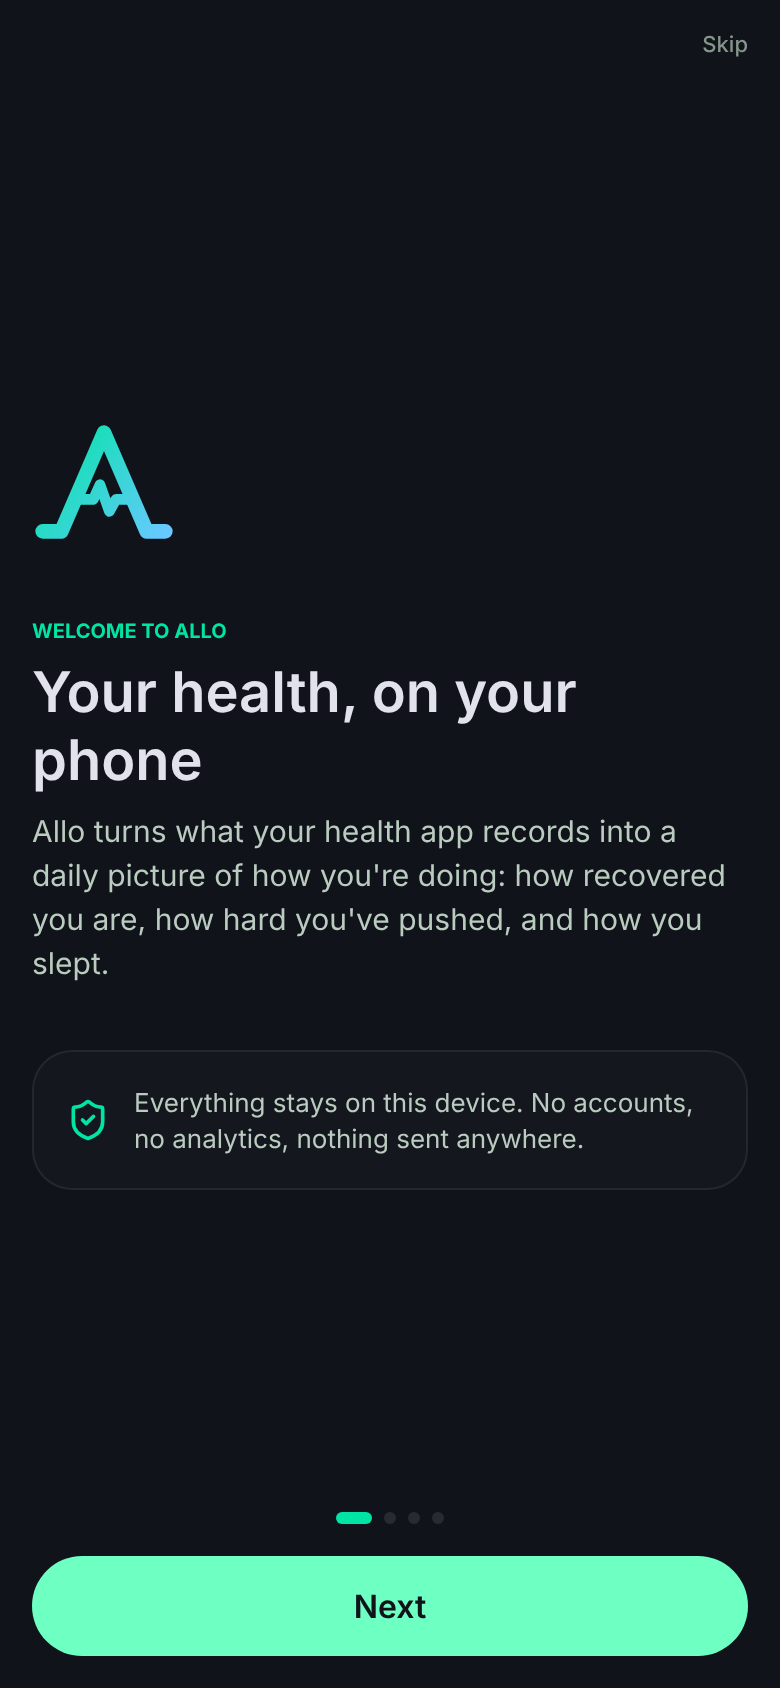 Skip
WELCOME TO ALLO
Your health, on your
phone
Allo turns what your health app records into a
daily picture of how you're doing: how recovered
you are, how hard you've pushed, and how you
slept.
Everything stays on this device. No accounts,
no analytics, nothing sent anywhere.
Next